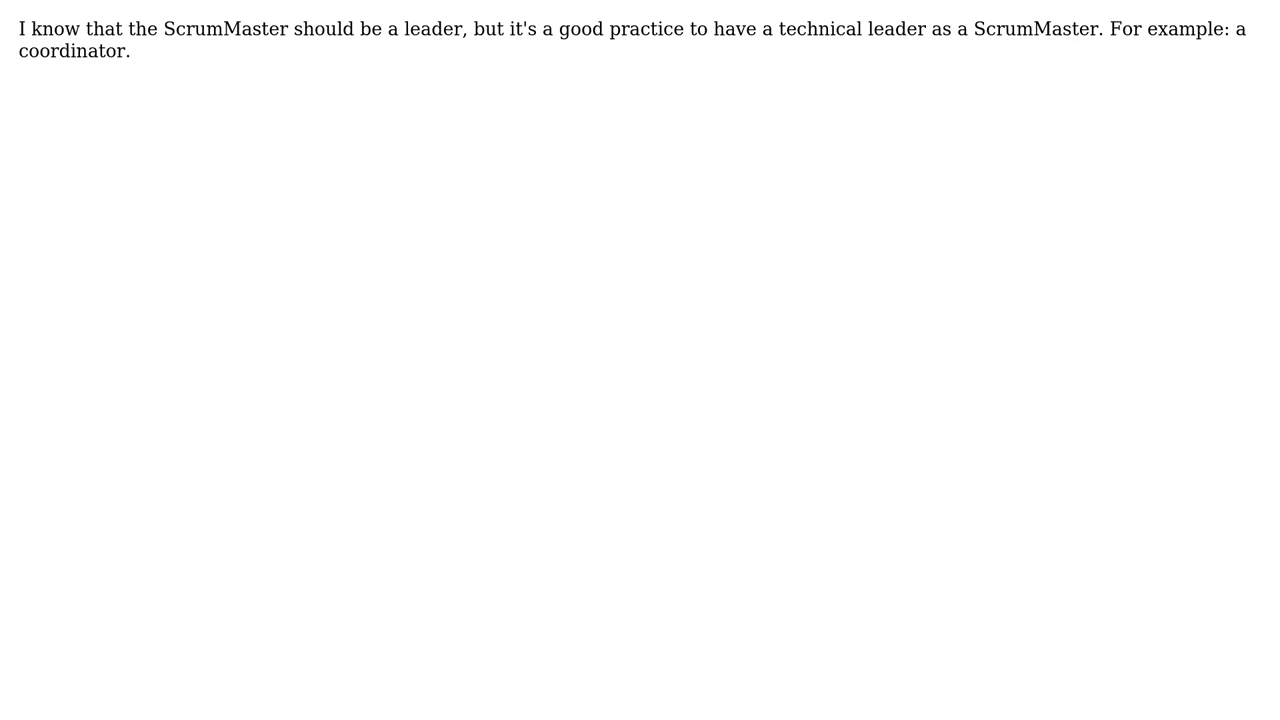 I know that the ScrumMaster should be a leader, but it's a good practice to have a technical leader as a ScrumMaster. For example: a
coordinator.